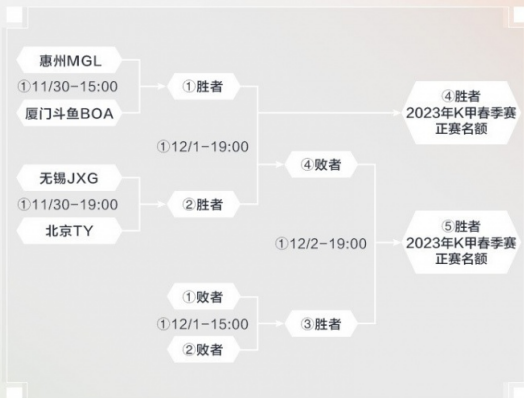 惠州MGL
①11/30-15:00
厦门斗鱼BOA
①胜者
④胜者
2023年K甲春季赛
正赛名额
①12/1-19:00
④败者
无锡JXG
①11/30-19:00
北京TY
②胜者
①12/2-19:00
⑤胜者
2023年K甲春季赛
正赛名额
①败者
①12/1-15:00
②败者
③胜者